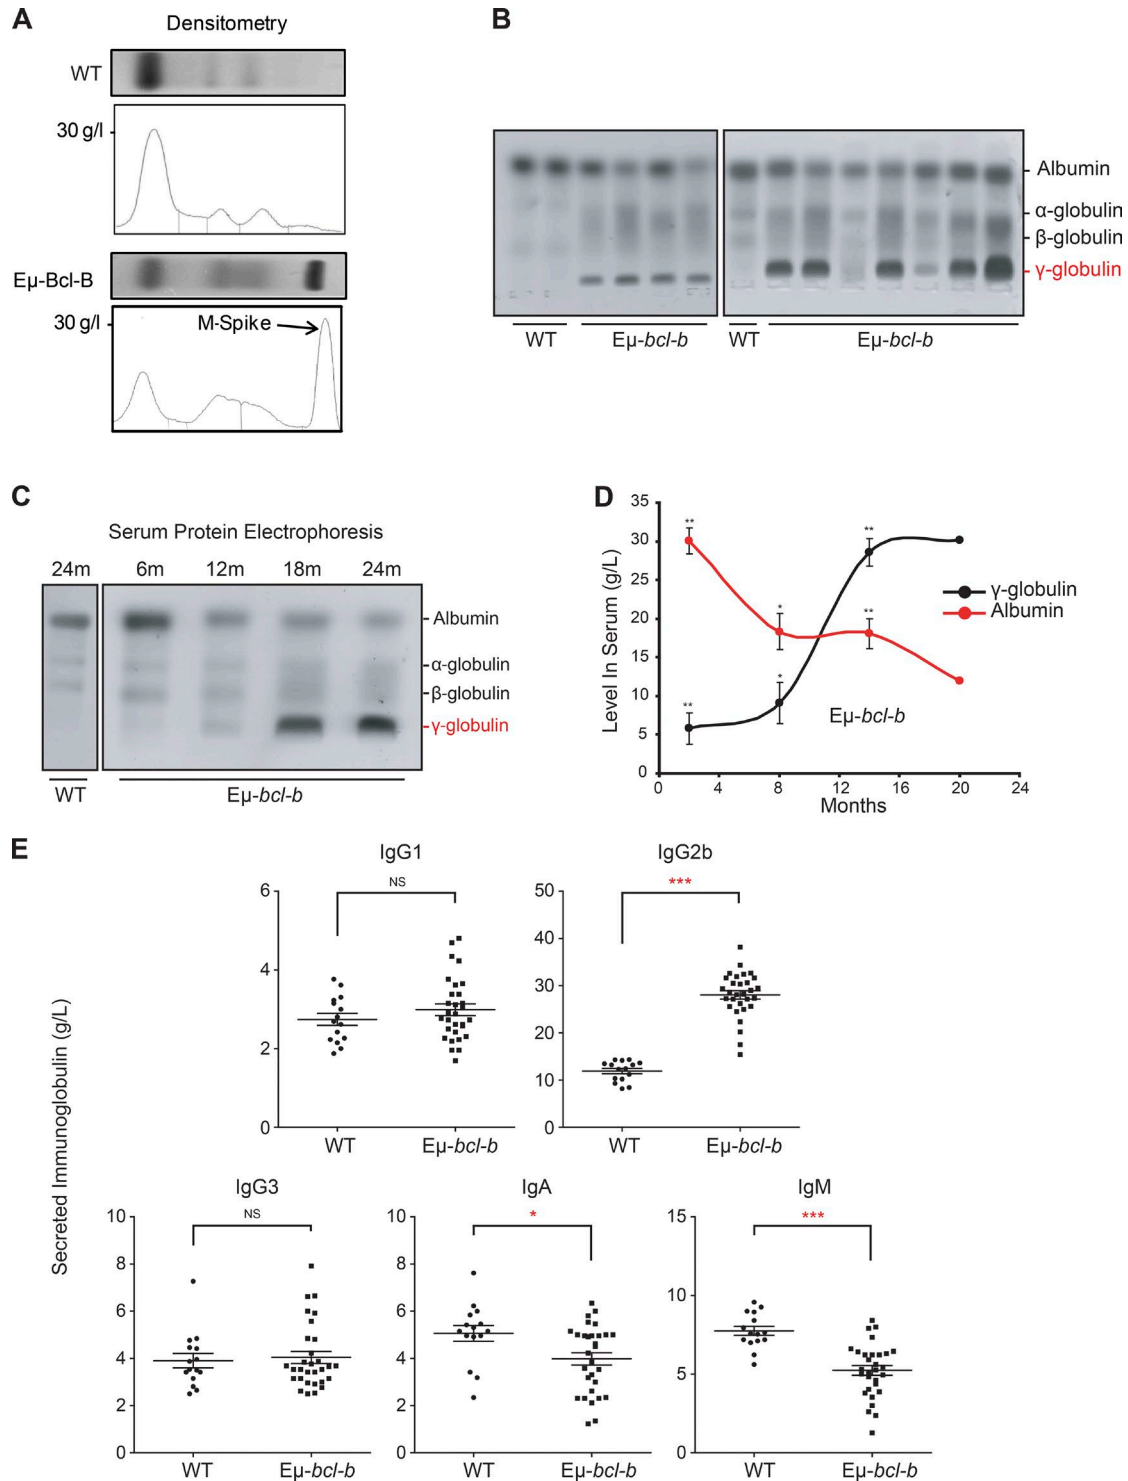 A
Densitometry
WT
30 g/l
Eμ-Bcl-B
30 g/l
M-Spike
B
Albumin
α-globulin
β-globulin
γ-globulin
WT
Eμ-bcl-b
WT
Eμ-bcl-b
C
Serum Protein Electrophoresis
24m 6m 12m 18m 24m
Albumin
α-globulin
β-globulin
γ-globulin
WT
Eμ-bcl-b
D
Level In Serum (g/L)
35
30
25
20
15
10
5
0
** * **
** * **
γ-globulin
Albumin
Eμ-bcl-b
0 4 8 12 16 20 24
Months
E
Secreted Immunoglobulin (g/L)
IgG1
NS
6
4
2
0
WT Eμ-bcl-b
IgG2b
***
50
40
30
20
10
0
WT Eμ-bcl-b
IgG3
NS
10
8
6
4
2
0
WT Eμ-bcl-b
IgA
*
10
8
6
4
2
0
WT Eμ-bcl-b
IgM
***
15
10
5
0
WT Eμ-bcl-b